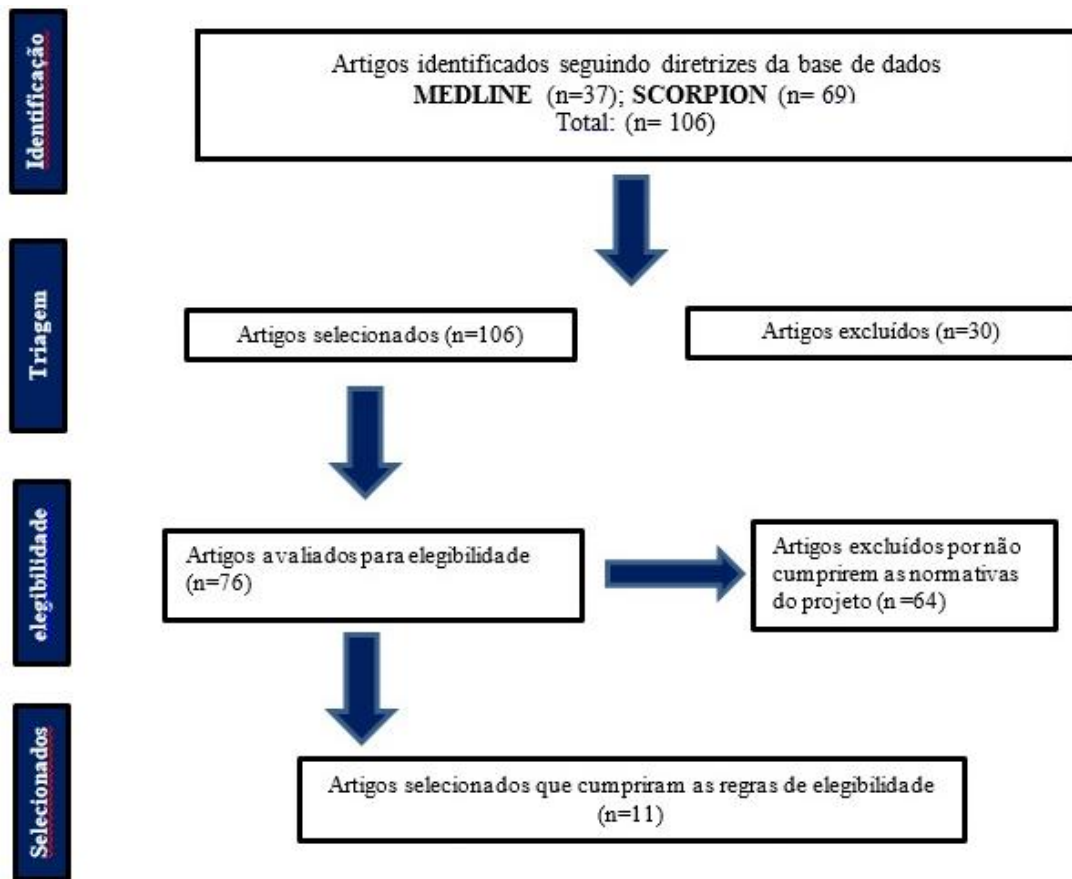 Identificação
Artigos identificados seguindo diretrizes da base de dados
MEDLINE (n=37); SCORPION (n= 69)
Total: (n= 106)
Triagem
Artigos selecionados (n=106)
Artigos excluídos (n=30)
elegibilidade
Artigos avaliados para elegibilidade
(n=76)
Artigos excluídos por não
cumprirem as normativas
do projeto (n =64)
Selecionados
Artigos selecionados que cumpriram as regras de elegibilidade
(n=11)